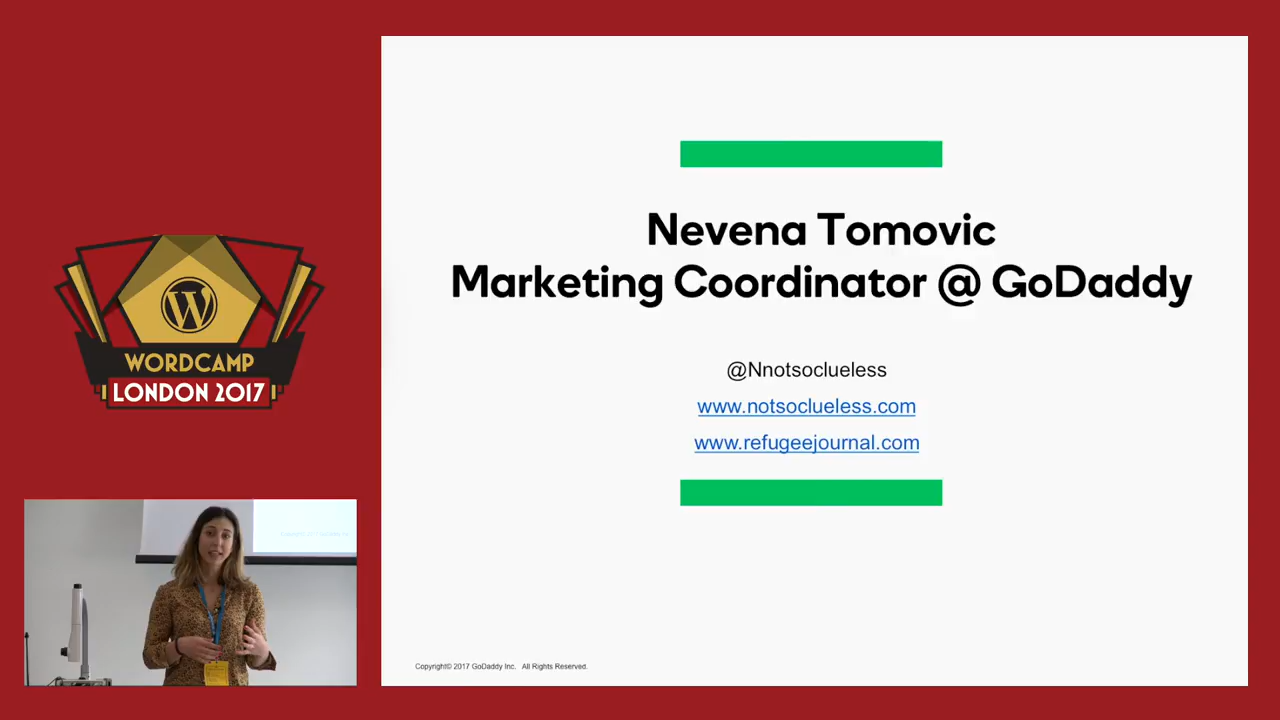 Nevena Tomovic
Marketing Coordinator @ GoDaddy
@Nnotsoclueless
www.notsoclueless.com
www.refugeejournal.com
Copyright© 2017 GoDaddy Inc. All Rights Reserved.
W
WORDCAMP
LONDON 2017